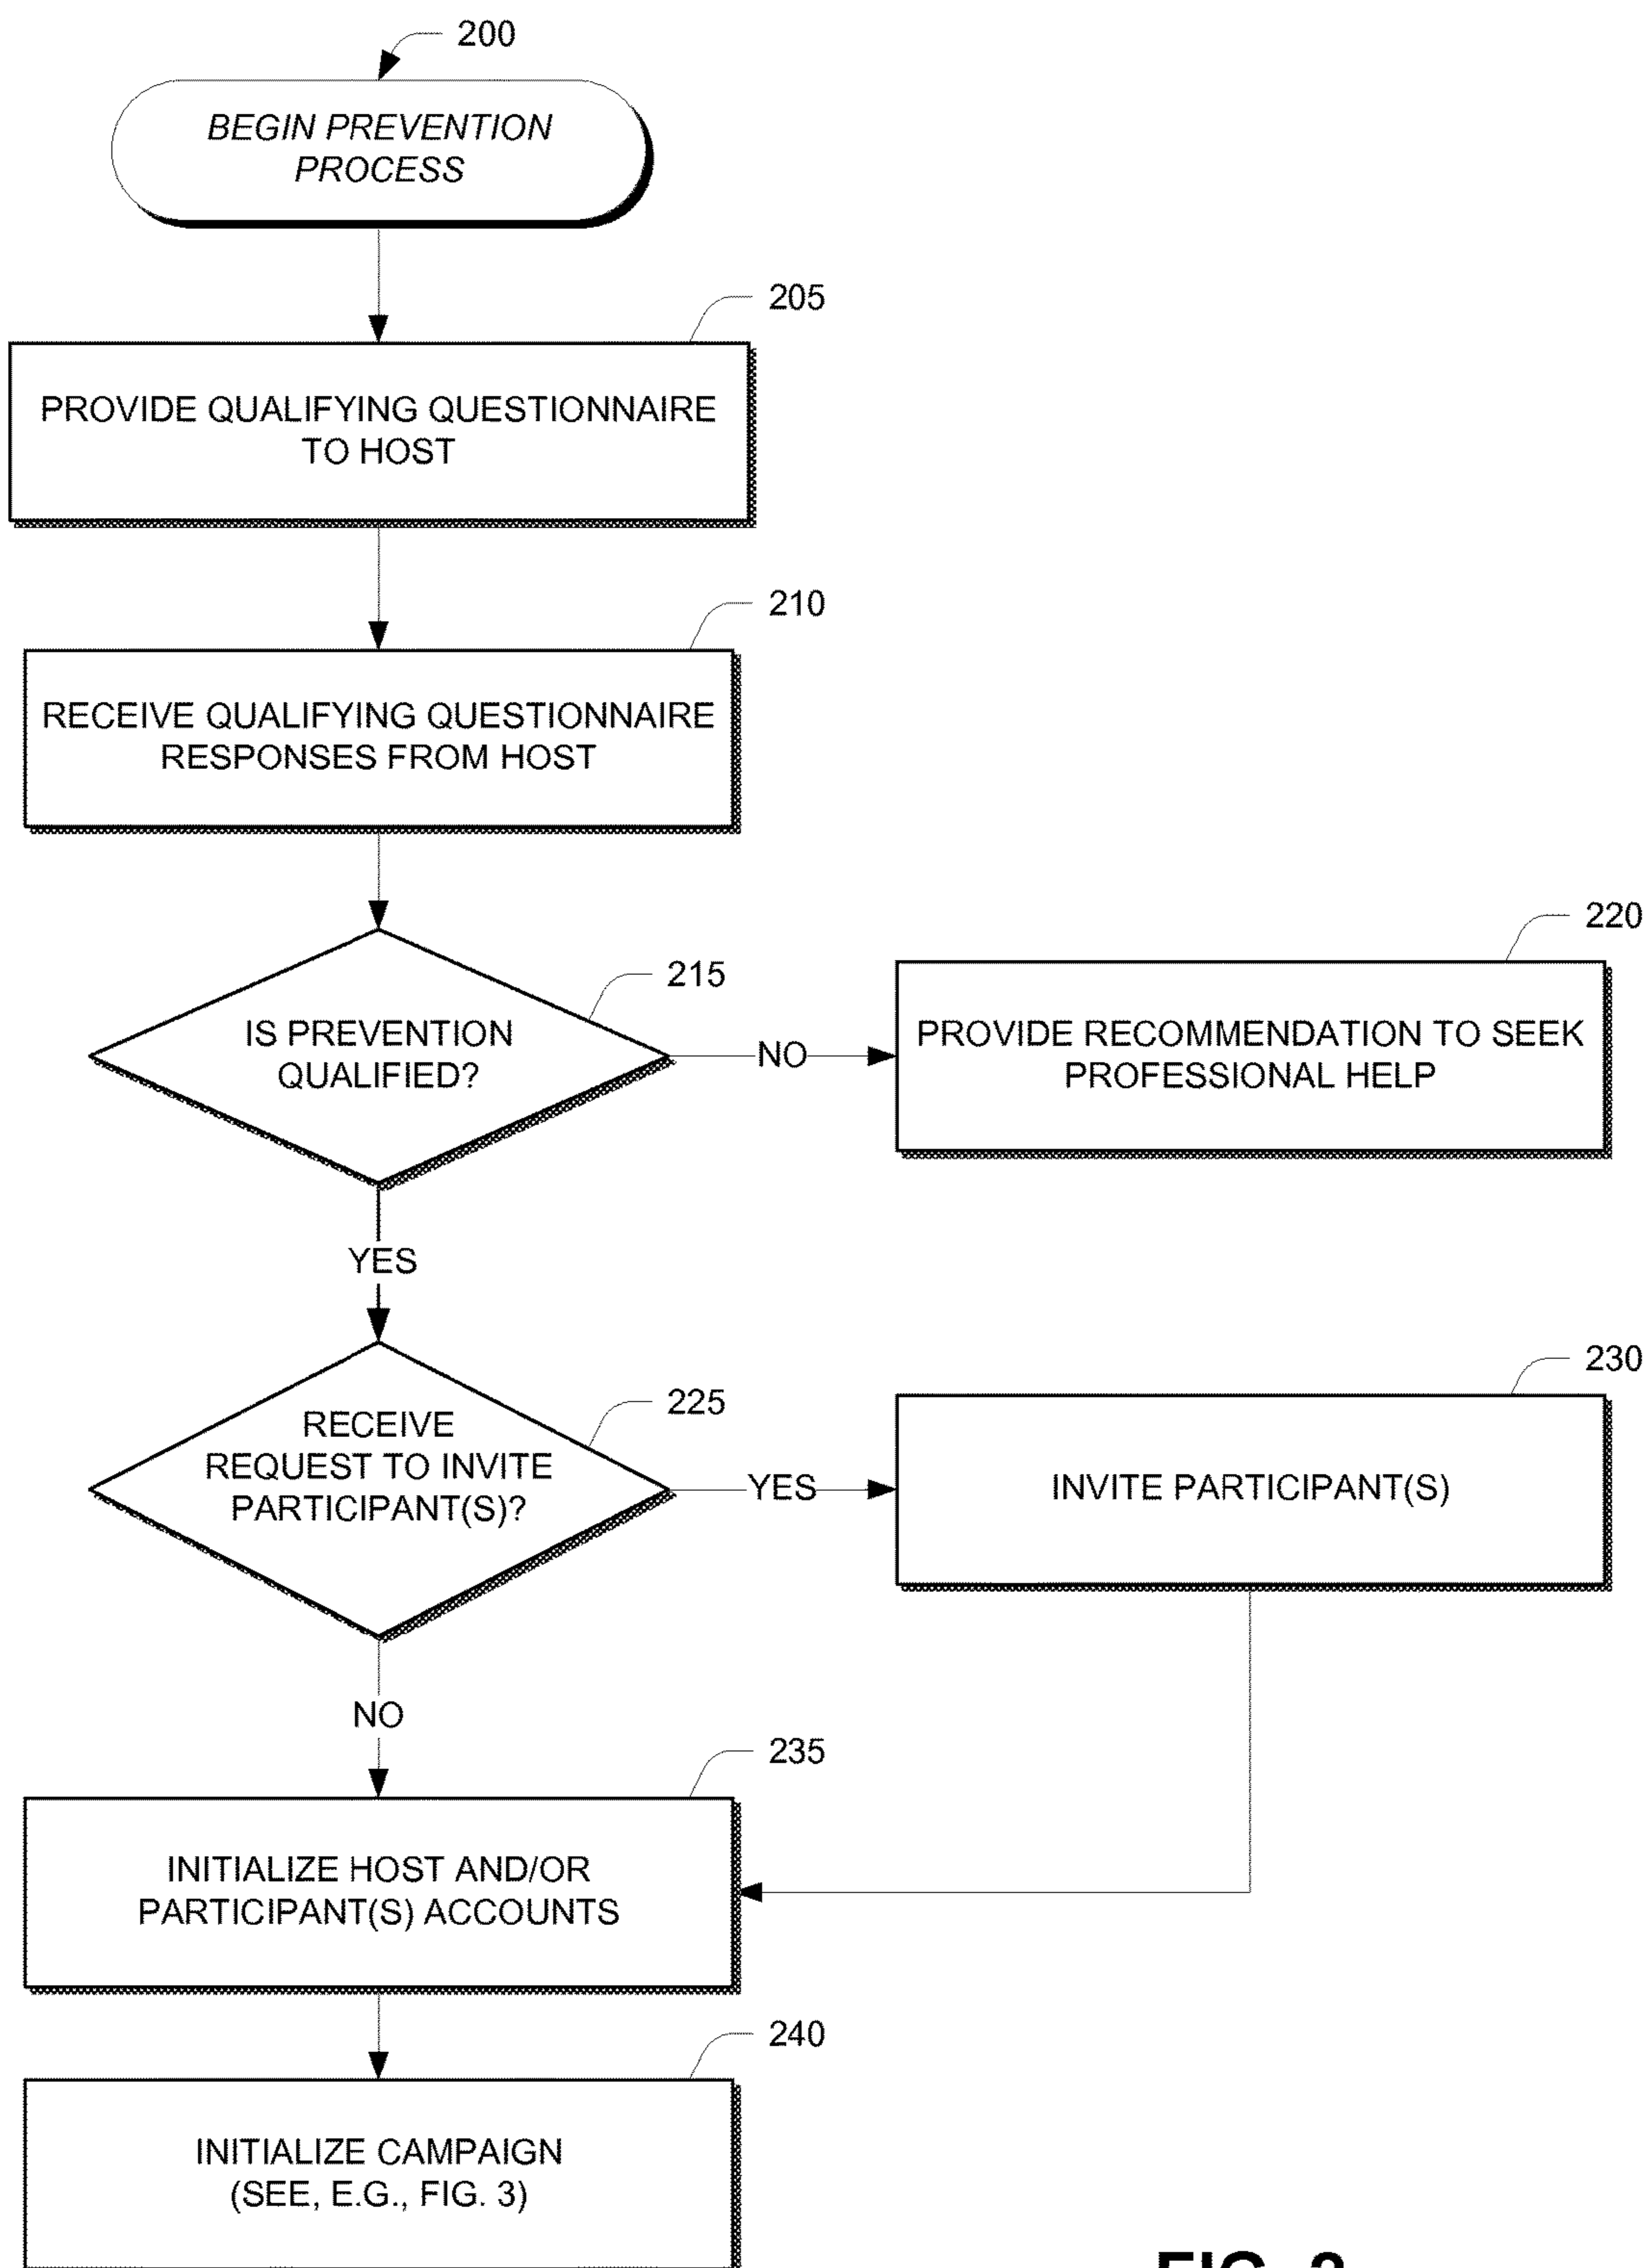 200
BEGIN PREVENTION
PROCESS
205
PROVIDE QUALIFYING QUESTIONNAIRE
TO HOST
210
RECEIVE QUALIFYING QUESTIONNAIRE
RESPONSES FROM HOST
215
IS PREVENTION
QUALIFIED?
NO
220
PROVIDE RECOMMENDATION TO SEEK
PROFESSIONAL HELP
YES
225
RECEIVE
REQUEST TO INVITE
PARTICIPANT(S)?
YES
230
INVITE PARTICIPANT(S)
NO
235
INITIALIZE HOST AND/OR
PARTICIPANT(S) ACCOUNTS
240
INITIALIZE CAMPAIGN
(SEE, E.G., FIG. 3)
FIG.